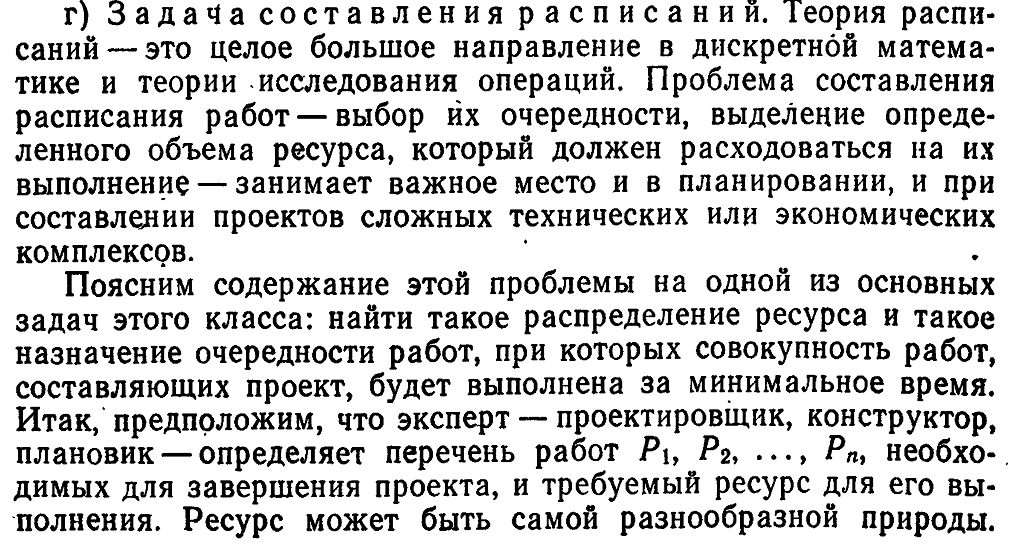 г) Задача составления расписаний. Теория распи-
саний — это целое большое направление в дискретной матема-
тике и теории исследования операций. Проблема составления
расписания работ — выбор их очередности, выделение опреде-
ленного объема ресурса, который должен расходоваться на их
выполнение — занимает важное место и в планировании, и при
составлении проектов сложных технических или экономических
комплексов.
Поясним содержание этой проблемы на одной из основных
задач этого класса: найти такое распределение ресурса и такое
назначение очередности работ, при которых совокупность работ,
составляющих проект, будет выполнена за минимальное время.
Итак, предположим, что эксперт — проектировщик, конструктор,
плановик — определяет перечень работ P₁, P₂, ..., Pₙ, необхо-
димых для завершения проекта, и требуемый ресурс для его вы-
полнения. Ресурс может быть самой разнообразной природы.